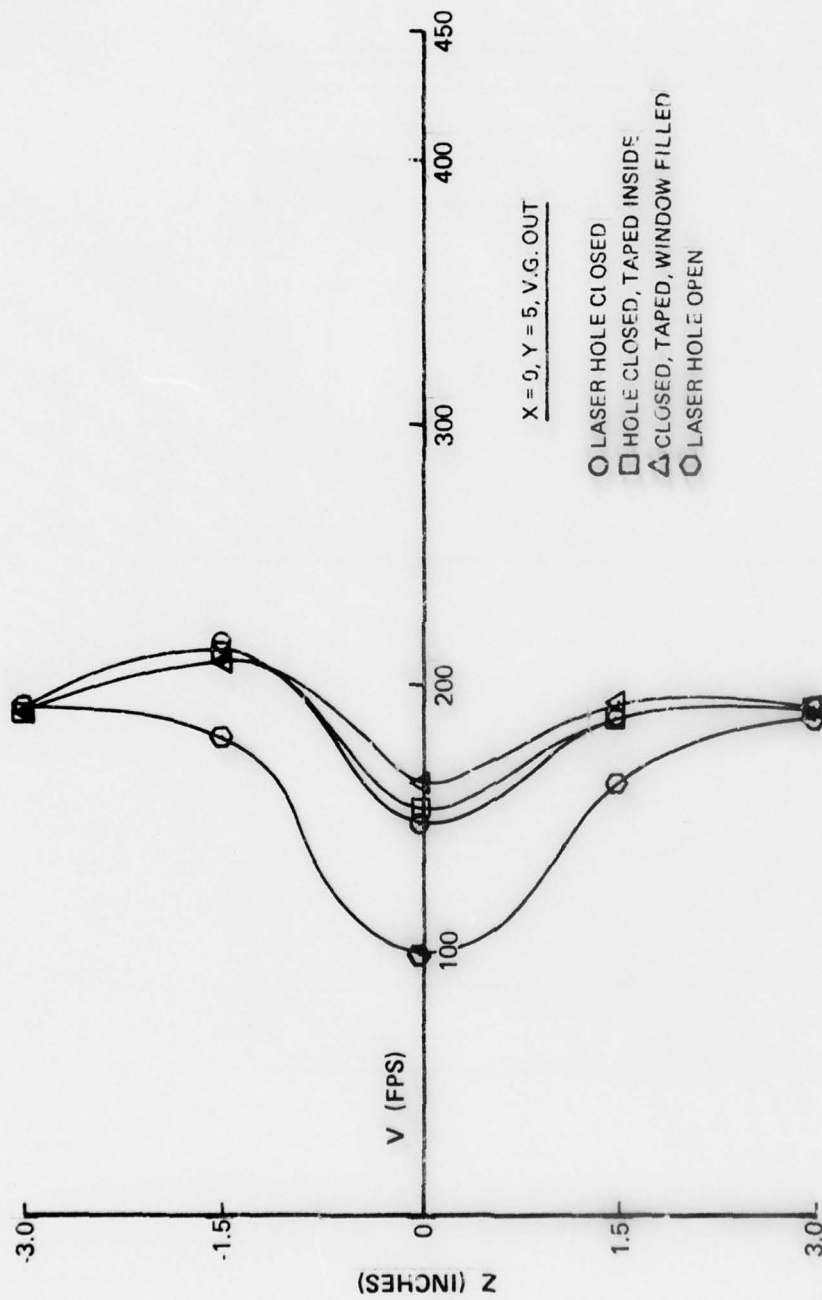 -3.0
-1.5
0
1.5
3.0
Z (INCHES)
V (FPS)
100
200
300
400
450
X = 0, Y = 5, V.G. OUT
LASER HOLE CLOSED
HOLE CLOSED, TAPED INSIDE
CLOSED, TAPED, WINDOW FILLED
LASER HOLE OPEN